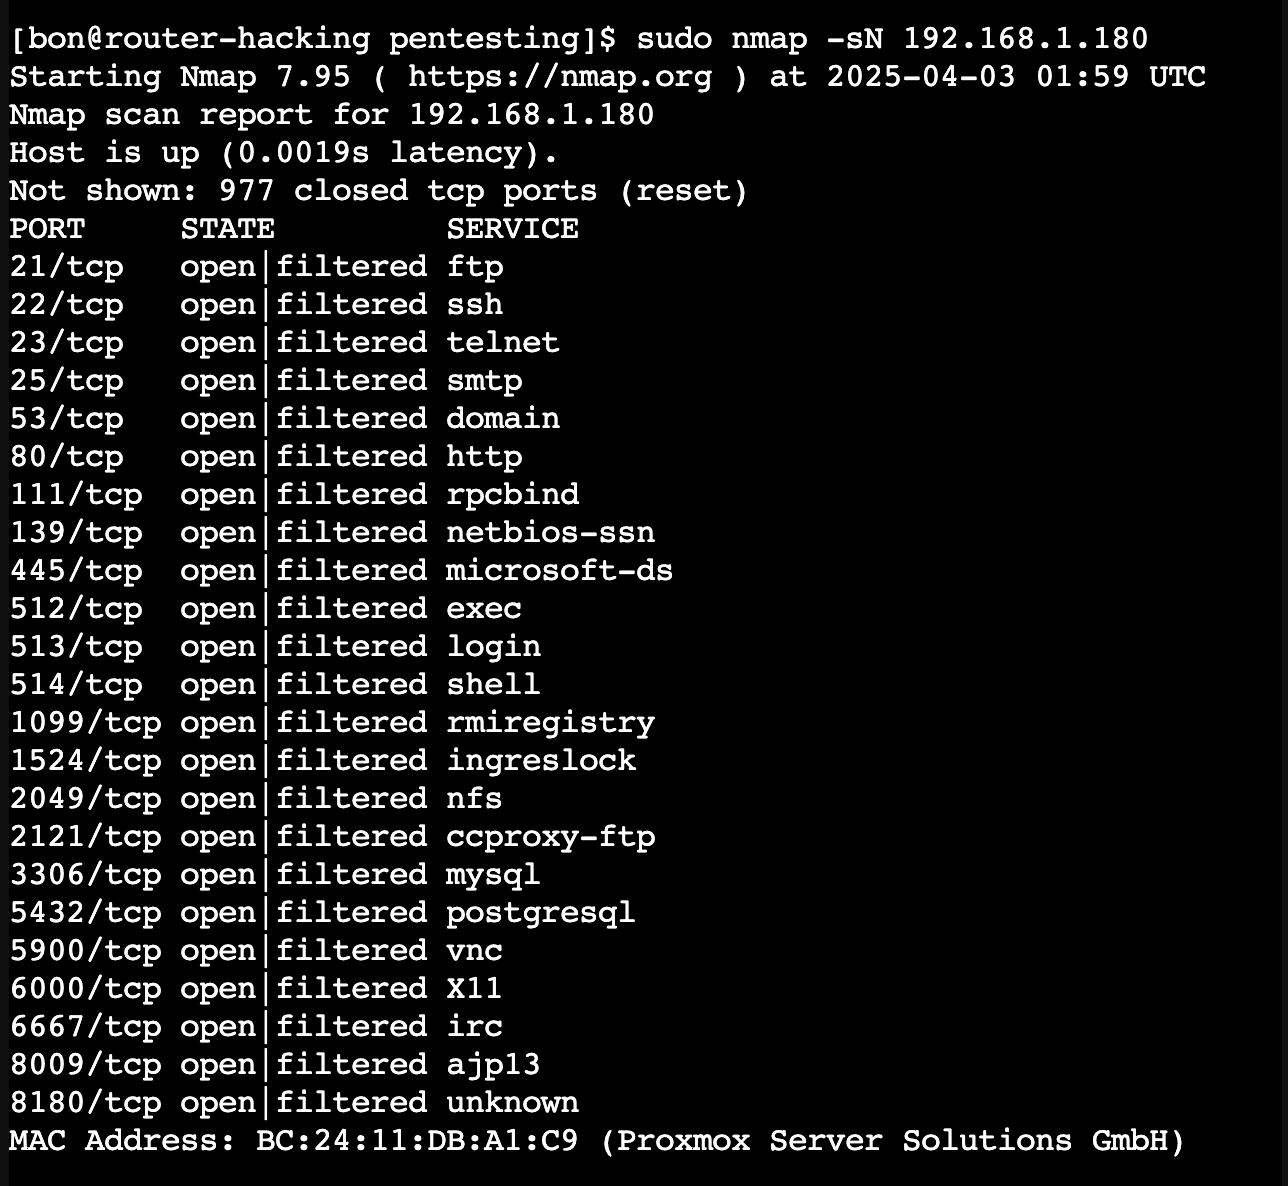 [bon@router-hacking pentesting]$ sudo nmap -sN 192.168.1.180
Starting Nmap 7.95 ( https://nmap.org ) at 2025-04-03 01:59 UTC
Nmap scan report for 192.168.1.180
Host is up (0.0019s latency).
Not shown: 977 closed tcp ports (reset)
PORT     STATE         SERVICE
21/tcp   open|filtered ftp
22/tcp   open|filtered ssh
23/tcp   open|filtered telnet
25/tcp   open|filtered smtp
53/tcp   open|filtered domain
80/tcp   open|filtered http
111/tcp  open|filtered rpcbind
139/tcp  open|filtered netbios-ssn
445/tcp  open|filtered microsoft-ds
512/tcp  open|filtered exec
513/tcp  open|filtered login
514/tcp  open|filtered shell
1099/tcp open|filtered rmiregistry
1524/tcp open|filtered ingreslock
2049/tcp open|filtered nfs
2121/tcp open|filtered ccproxy-ftp
3306/tcp open|filtered mysql
5432/tcp open|filtered postgresql
5900/tcp open|filtered vnc
6000/tcp open|filtered X11
6667/tcp open|filtered irc
8009/tcp open|filtered ajp13
8180/tcp open|filtered unknown
MAC Address: BC:24:11:DB:A1:C9 (Proxmox Server Solutions GmbH)